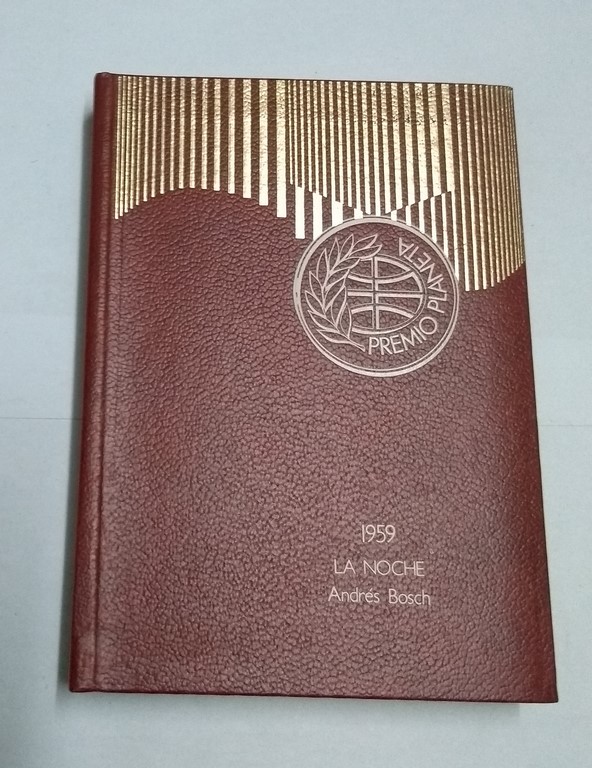 PREMIO PLANETA
1959
LA NOCHE
Andrés Bosch